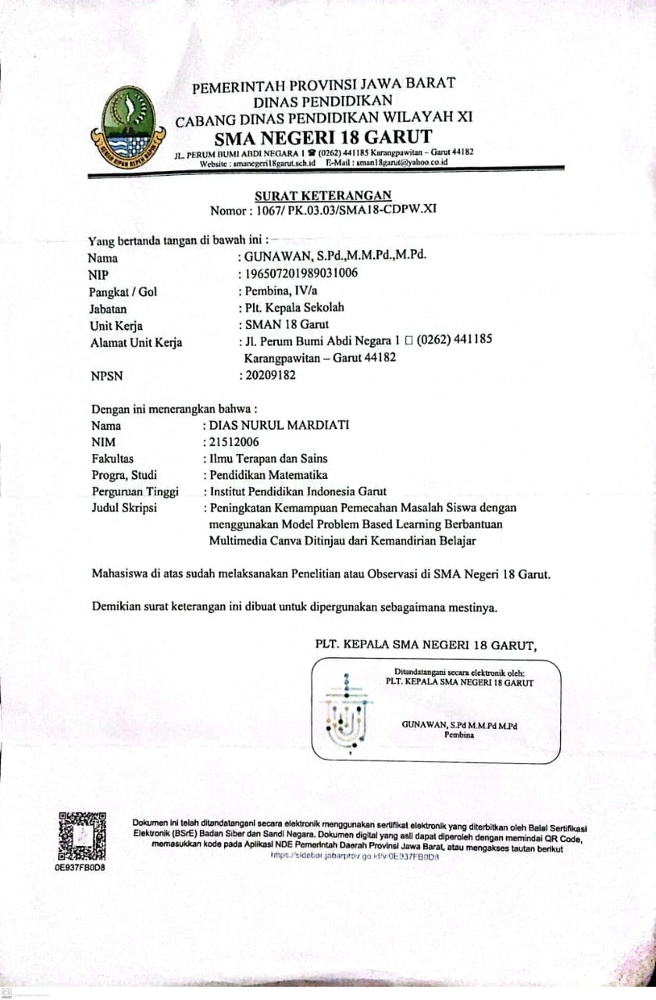 PEMERINTAH PROVINSI JAWA BARAT
DINAS PENDIDIKAN
CABANG DINAS PENDIDIKAN WILAYAH XI
SMA NEGERI 18 GARUT
JL. PERUM BUMI ABDI NEGARA 1 ☎ (0262) 441185 Karangpawitan – Garut 44182
Website : smanegeri18garut.sch.id E-Mail : sman18garut@yahoo.co.id
SURAT KETERANGAN
Nomor : 1067/ PK.03.03/SMA18-CDPW.XI
Yang bertanda tangan di bawah ini :
Nama : GUNAWAN, S.Pd.,M.M.Pd.,M.Pd.
NIP : 196507201989031006
Pangkat / Gol : Pembina, IV/a
Jabatan : Plt. Kepala Sekolah
Unit Kerja : SMAN 18 Garut
Alamat Unit Kerja : Jl. Perum Bumi Abdi Negara 1 □ (0262) 441185
Karangpawitan – Garut 44182
NPSN : 20209182
Dengan ini menerangkan bahwa :
Nama : DIAS NURUL MARDIATI
NIM : 21512006
Fakultas : Ilmu Terapan dan Sains
Progra, Studi : Pendidikan Matematika
Perguruan Tinggi : Institut Pendidikan Indonesia Garut
Judul Skripsi : Peningkatan Kemampuan Pemecahan Masalah Siswa dengan
menggunakan Model Problem Based Learning Berbantuan
Multimedia Canva Ditinjau dari Kemandirian Belajar
Mahasiswa di atas sudah melaksanakan Penelitian atau Observasi di SMA Negeri 18 Garut.
Demikian surat keterangan ini dibuat untuk dipergunakan sebagaimana mestinya.
PLT. KEPALA SMA NEGERI 18 GARUT,
Ditandatangani secara elektronik oleh:
PLT. KEPALA SMA NEGERI 18 GARUT
GUNAWAN, S.Pd M.M.Pd M.Pd
Pembina
Dokumen ini telah ditandatangani secara elektronik menggunakan sertifikat elektronik yang diterbitkan oleh Balai Sertifikasi
Elektronik (BSrE) Badan Siber dan Sandi Negara. Dokumen digital yang asli dapat diperoleh dengan memindai QR Code,
memasukkan kode pada Aplikasi NDE Pemerintah Daerah Provinsi Jawa Barat, atau mengakses tautan berikut
https://sidebar.jabarprov.go.id/v/0E937FB0D8
0E937FB0D8
CS